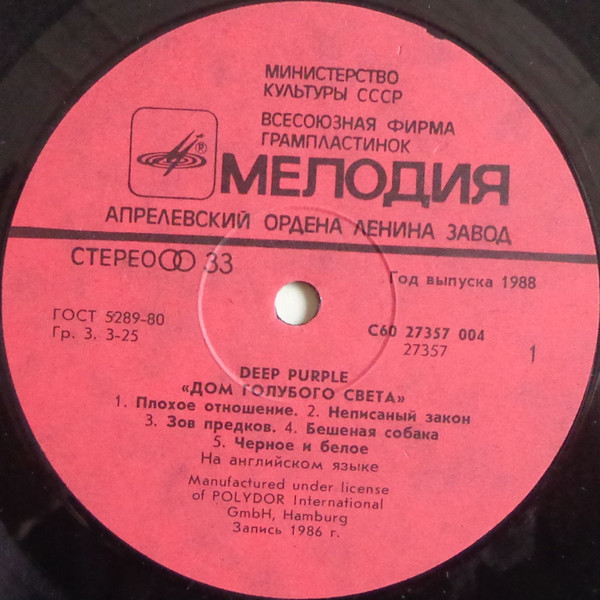 МИНИСТЕРСТВО
КУЛЬТУРЫ СССР
ВСЕСОЮЗНАЯ ФИРМА
ГРАМПЛАСТИНОК
®
МЕЛОДИЯ
АПРЕЛЕВСКИЙ ОРДЕНА ЛЕНИНА ЗАВОД
СТЕРЕО 33
Год выпуска 1988
ГОСТ 5289-80
Гр. 3. 3-25
С60 27357 004
27357
1
DEEP PURPLE
«ДОМ ГОЛУБОГО СВЕТА»
1. Плохое отношение. 2. Неписаный закон
3. Зов предков. 4. Бешеная собака
5. Черное и белое
На английском языке
Manufactured under license
of POLYDOR International
GmbH, Hamburg
Запись 1986 г.